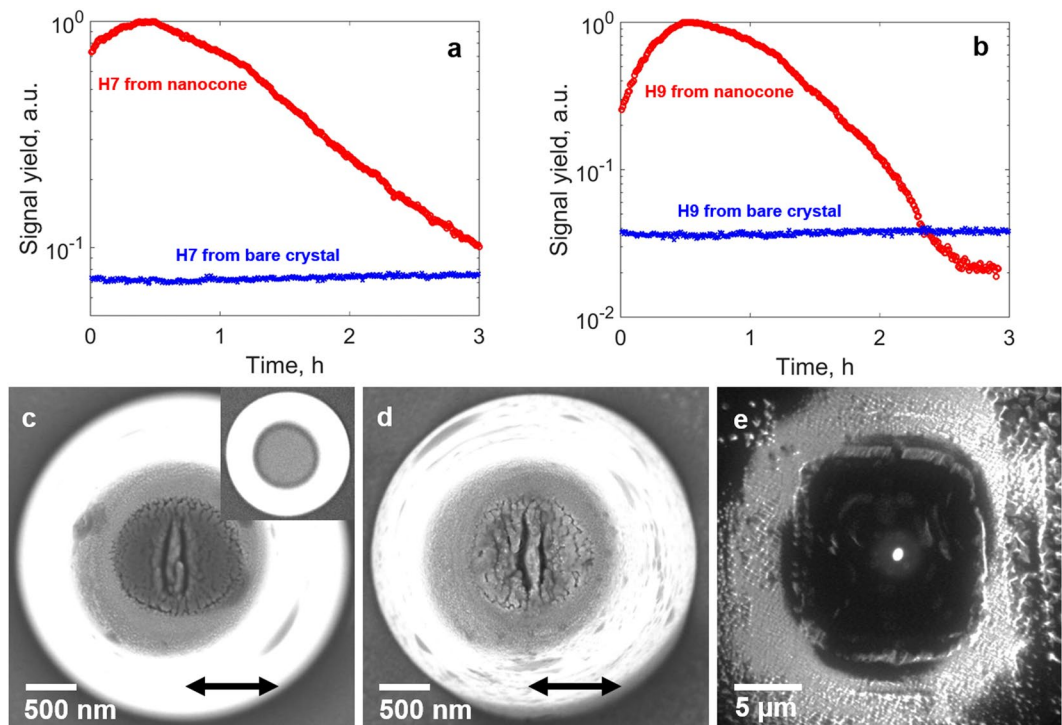 a
10⁰
H7 from nanocone
Signal yield, a.u.
10⁻¹
H7 from bare crystal
0 1 2 3
Time, h
b
10⁰
H9 from nanocone
Signal yield, a.u.
10⁻¹
H9 from bare crystal
10⁻²
0 1 2 3
Time, h
c
500 nm
d
500 nm
e
5 µm